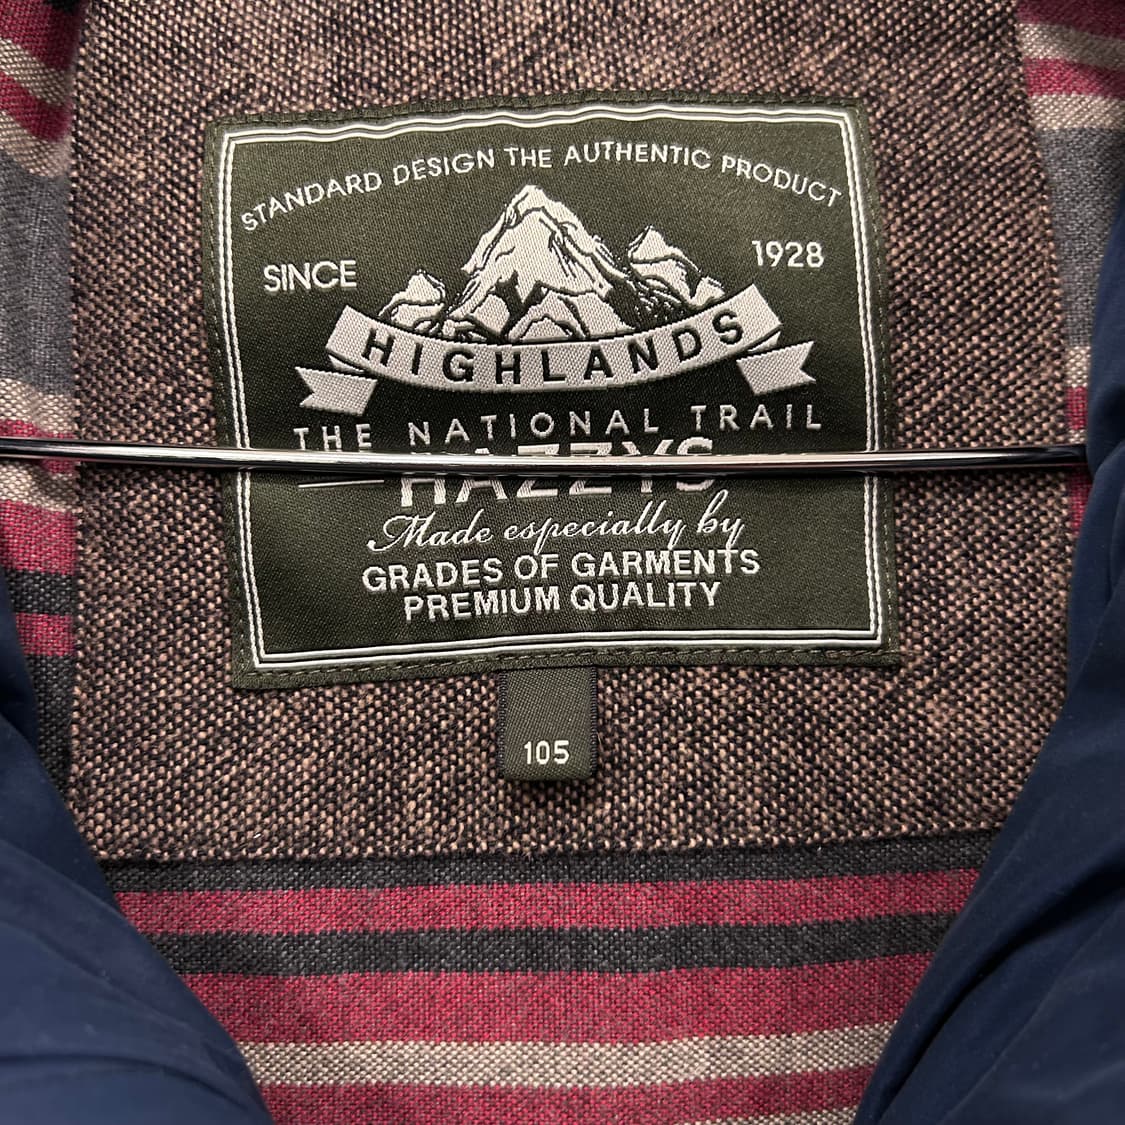 STANDARD DESIGN THE AUTHENTIC PRODUCT
SINCE 1928
HIGHLANDS
THE NATIONAL TRAIL
HAZZYS
Made especially by
GRADES OF GARMENTS
PREMIUM QUALITY
105